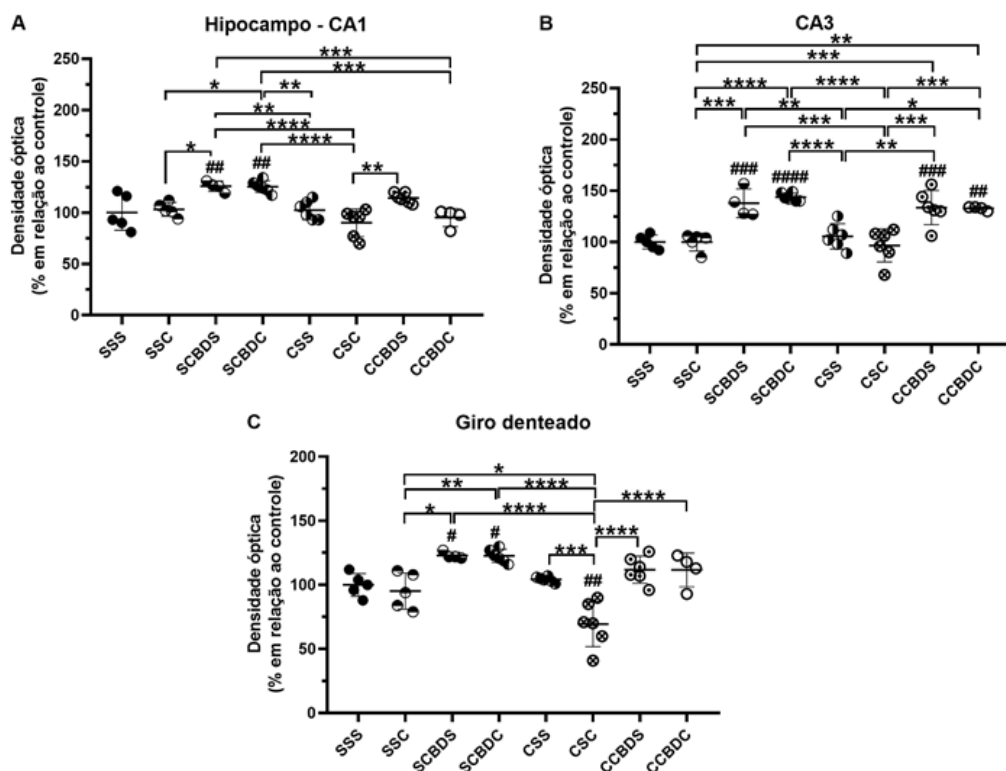 A
Hipocampo - CA1
Densidade óptica
(% em relação ao controle)
250
200
150
100
50
0
***
***
* **
**
****
* ****
**
## ##
SSS SSC SCBDS SCBDC CSS CSC CCBDS CCBDC
B
CA3
Densidade óptica
(% em relação ao controle)
250
200
150
100
50
0
**
***
**** **** ***
*** ** *
*** ***
**** **
### #### ### ##
SSS SSC SCBDS SCBDC CSS CSC CCBDS CCBDC
C
Giro denteado
Densidade óptica
(% em relação ao controle)
200
150
100
50
0
*
** **** ****
* **** ****
***
# # ##
SSS SSC SCBDS SCBDC CSS CSC CCBDS CCBDC